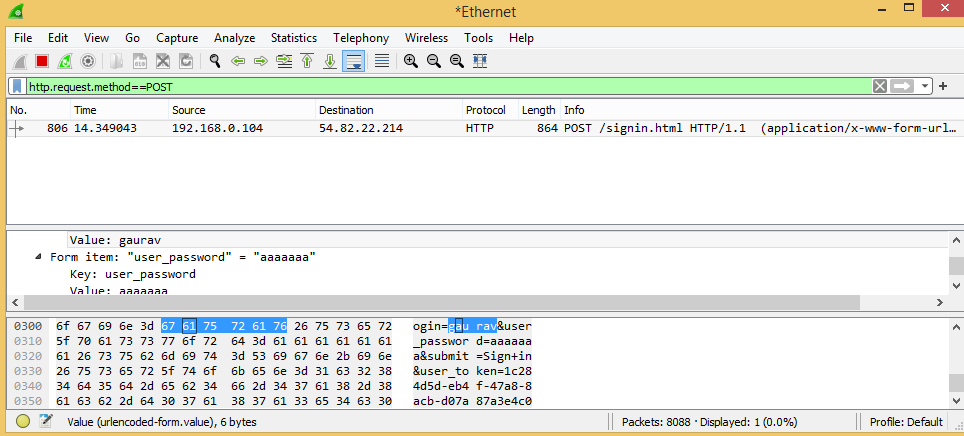 *Ethernet
File Edit View Go Capture Analyze Statistics Telephony Wireless Tools Help
http.request.method==POST
No. Time Source Destination Protocol Length Info
806 14.349043 192.168.0.104 54.82.22.214 HTTP 864 POST /signin.html HTTP/1.1 (application/x-www-form-url…
Value: gaurav
Form item: "user_password" = "aaaaaaa"
Key: user_password
Value: aaaaaaa
0300 6f 67 69 6e 3d 67 61 75 72 61 76 26 75 73 65 72 ogin=gau rav&user
0310 5f 70 61 73 73 77 6f 72 64 3d 61 61 61 61 61 61 _passwor d=aaaaaa
0320 61 26 73 75 62 6d 69 74 3d 53 69 67 6e 2b 69 6e a&submit =Sign+in
0330 26 75 73 65 72 5f 74 6f 6b 65 6e 3d 31 63 32 38 &user_to ken=1c28
0340 34 64 35 64 2d 65 62 34 66 2d 34 37 61 38 2d 38 4d5d-eb4 f-47a8-8
0350 61 63 62 2d 64 30 37 61 38 37 61 33 65 34 63 30 acb-d07a 87a3e4c0
Value (urlencoded-form.value), 6 bytes Packets: 8088 · Displayed: 1 (0.0%) Profile: Default